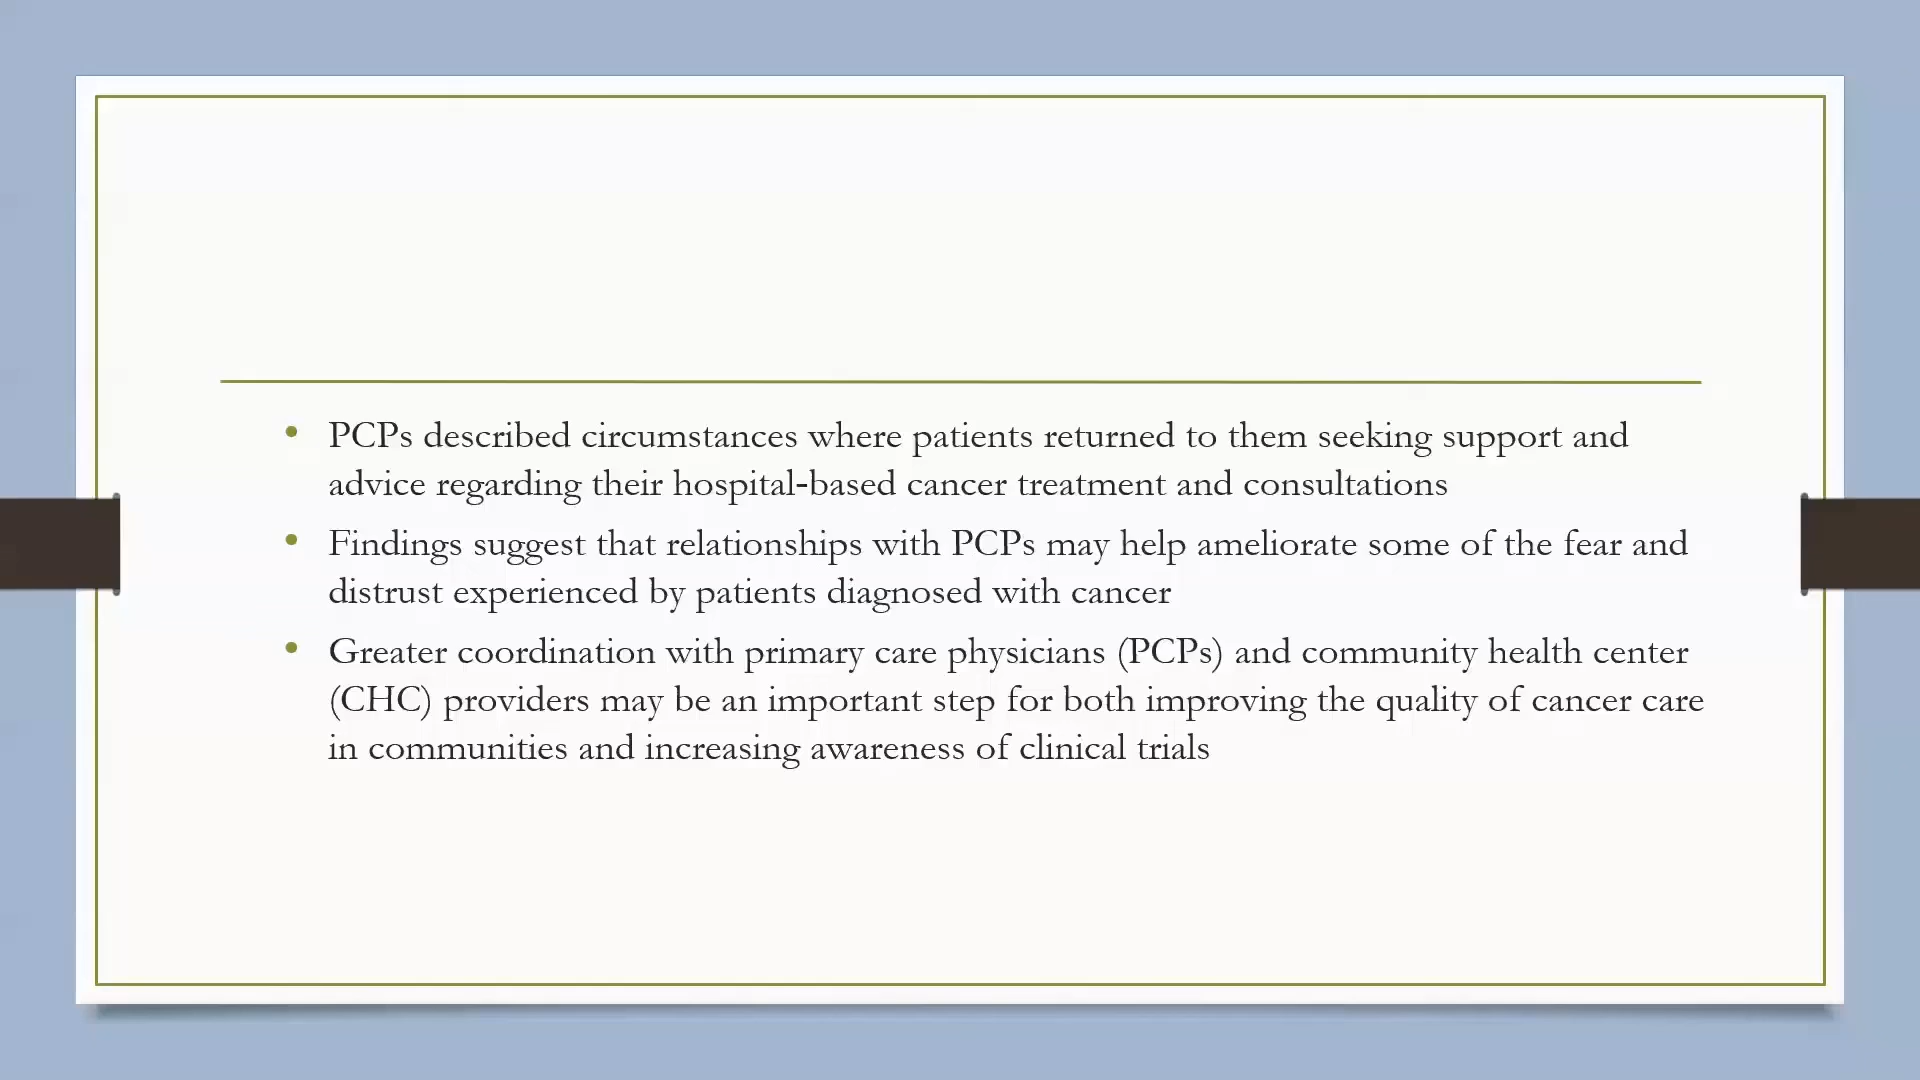 • PCPs described circumstances where patients returned to them seeking support and
advice regarding their hospital-based cancer treatment and consultations
• Findings suggest that relationships with PCPs may help ameliorate some of the fear and
distrust experienced by patients diagnosed with cancer
• Greater coordination with primary care physicians (PCPs) and community health center
(CHC) providers may be an important step for both improving the quality of cancer care
in communities and increasing awareness of clinical trials